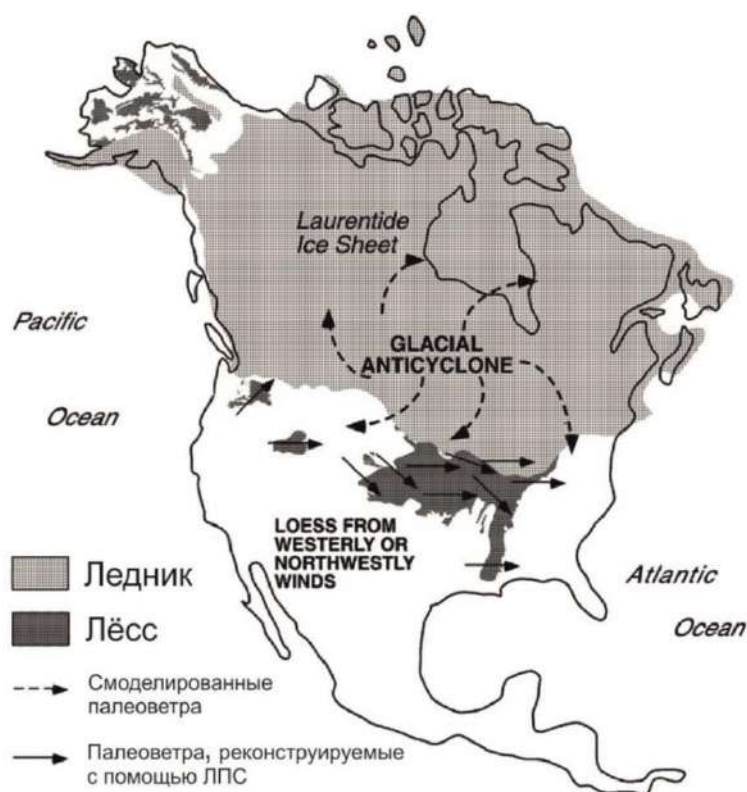 Laurentide
Ice Sheet
Pacific
Ocean
GLACIAL
ANTICYCLONE
LOESS FROM
WESTERLY OR
NORTHWESTLY
WINDS
Atlantic
Ocean
Ледник
Лёсс
Смоделированные
палеоветра
Палеоветра, реконструируемые
с помощью ЛПС